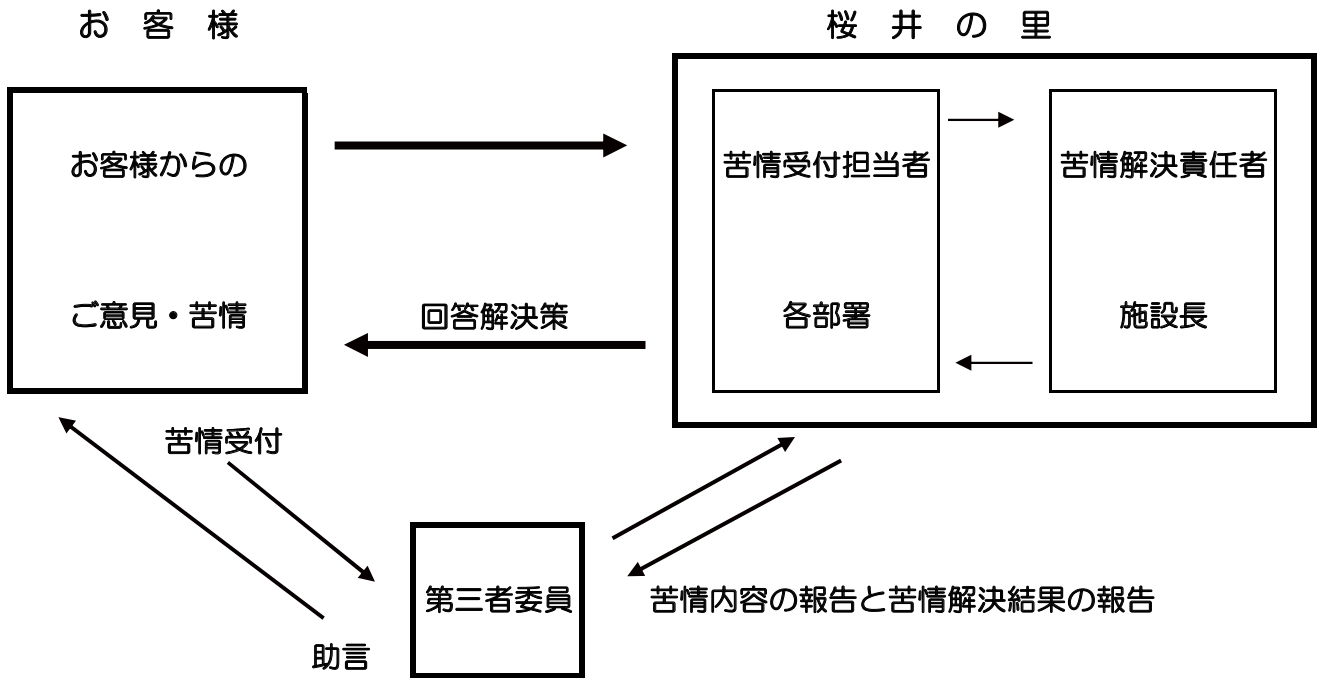 お　客　様
桜　井　の　里
お客様からの
ご意見・苦情
回答解決策
苦情受付担当者
各部署
苦情解決責任者
施設長
苦情受付
助言
第三者委員
苦情内容の報告と苦情解決結果の報告